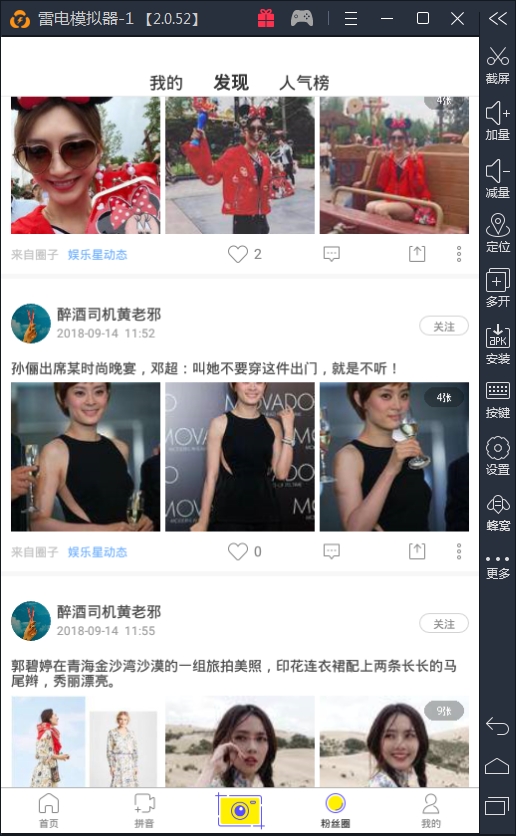 雷电模拟器-1 【2.0.52】
我的 发现 人气榜
4张
来自圈子 娱乐星动态 2
醉酒司机黄老邪
2018-09-14 11:52
关注
孙俪出席某时尚晚宴，邓超：叫她不要穿这件出门，就是不听！
4张
MOVADO
来自圈子 娱乐星动态 0
醉酒司机黄老邪
2018-09-14 11:55
关注
郭碧婷在青海金沙湾沙漠的一组旅拍美照，印花连衣裙配上两条长长的马
尾辫，秀丽漂亮。
9张
首页 拼音 粉丝圈 我的
截屏
加量
减量
定位
多开
APK
安装
按键
设置
蜂窝
更多